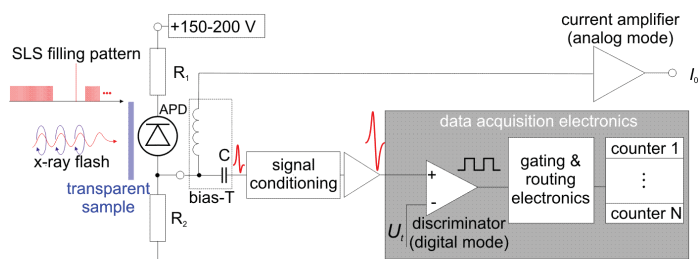 current amplifier
(analog mode)
+150-200 V
SLS filling pattern
R1
I0
APD
data acquisition electronics
x-ray flash
C
signal
conditioning
+
-
gating &
routing
electronics
counter 1
⋮
counter N
transparent
sample
bias-T
R2
Ut
discriminator
(digital mode)